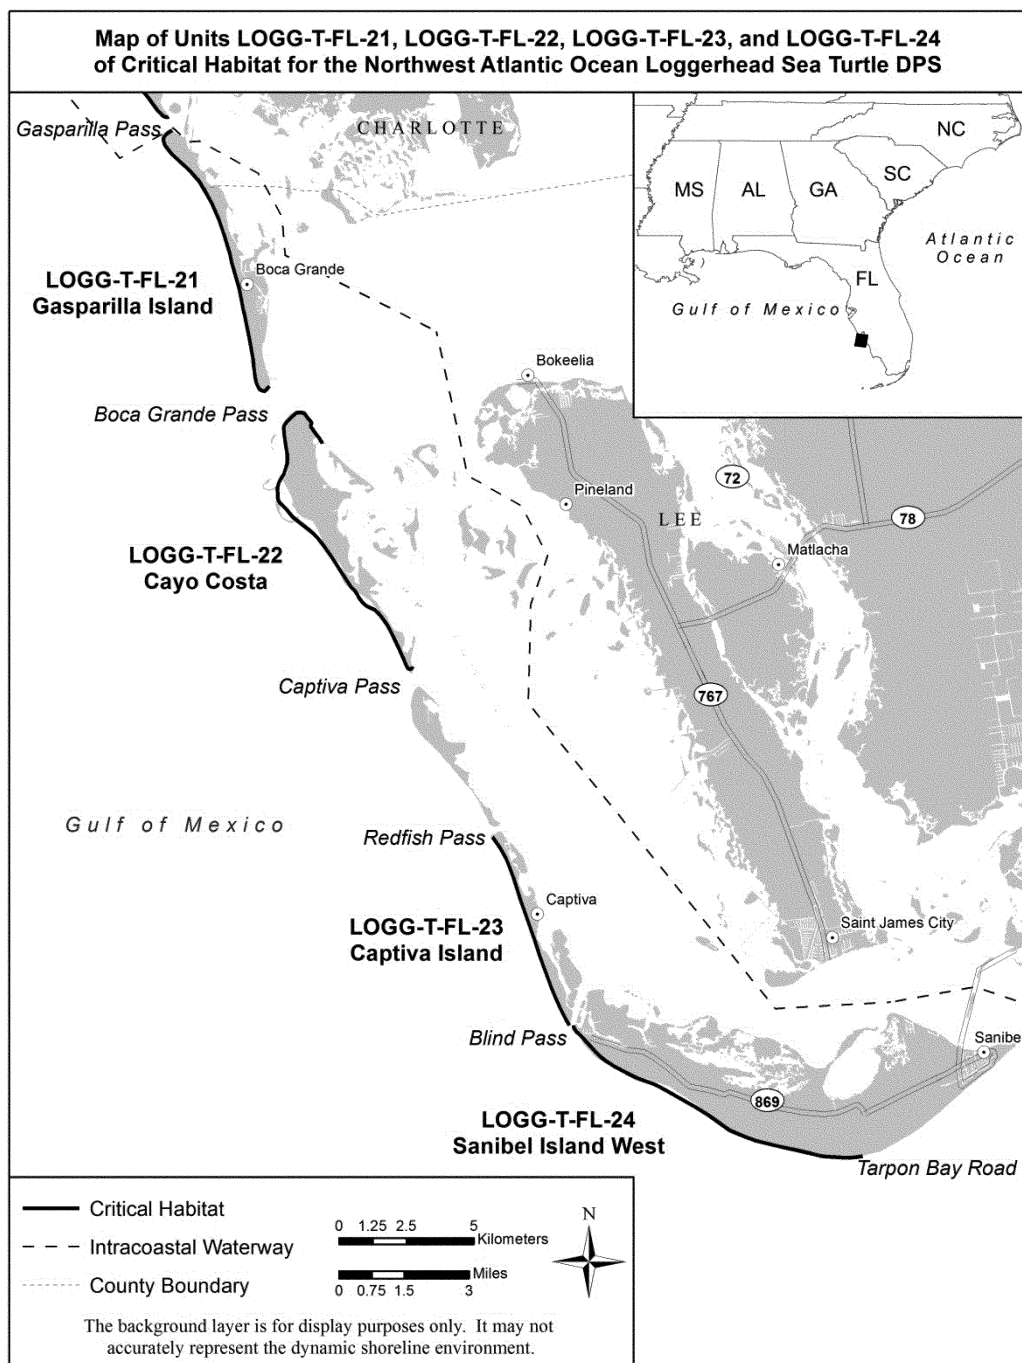 Map of Units LOGG-T-FL-21, LOGG-T-FL-22, LOGG-T-FL-23, and LOGG-T-FL-24
of Critical Habitat for the Northwest Atlantic Ocean Loggerhead Sea Turtle DPS
Gasparilla Pass
CHARLOTTE
NC
SC
MS
AL
GA
Atlantic
Ocean
FL
Gulf of Mexico
Boca Grande
LOGG-T-FL-21
Gasparilla Island
Bokeelia
Boca Grande Pass
72
Pineland
LEE
78
Matlacha
LOGG-T-FL-22
Cayo Costa
Captiva Pass
767
Gulf of Mexico
Redfish Pass
Captiva
Saint James City
LOGG-T-FL-23
Captiva Island
Blind Pass
Sanibe
869
LOGG-T-FL-24
Sanibel Island West
Tarpon Bay Road
Critical Habitat
Intracoastal Waterway
County Boundary
0 1.25 2.5 5
Kilometers
Miles
0 0.75 1.5 3
N
The background layer is for display purposes only. It may not
accurately represent the dynamic shoreline environment.